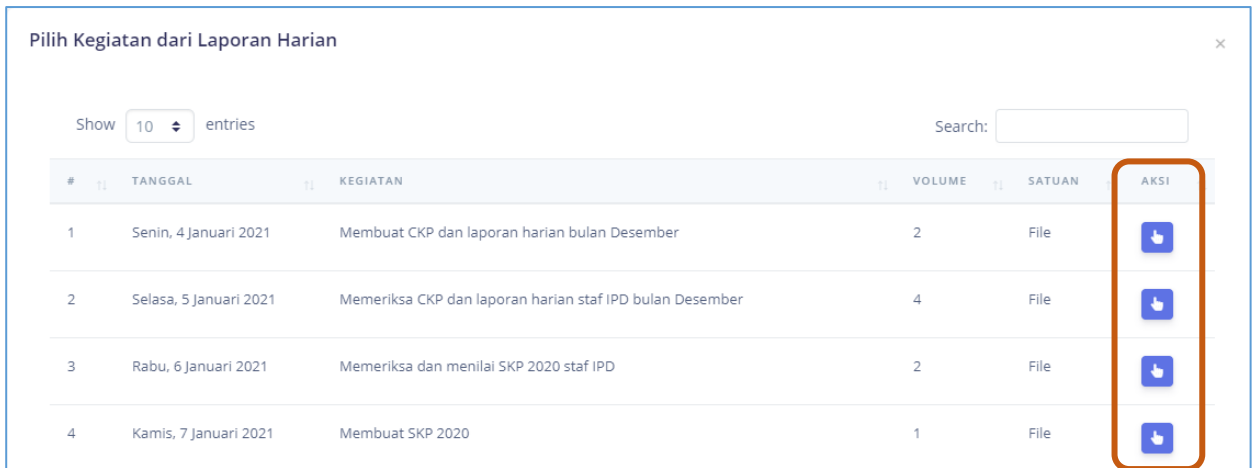 Pilih Kegiatan dari Laporan Harian ×
Show 10 entries Search:
# TANGGAL KEGIATAN VOLUME SATUAN AKSI
1 Senin, 4 Januari 2021 Membuat CKP dan laporan harian bulan Desember 2 File
2 Selasa, 5 Januari 2021 Memeriksa CKP dan laporan harian staf IPD bulan Desember 4 File
3 Rabu, 6 Januari 2021 Memeriksa dan menilai SKP 2020 staf IPD 2 File
4 Kamis, 7 Januari 2021 Membuat SKP 2020 1 File